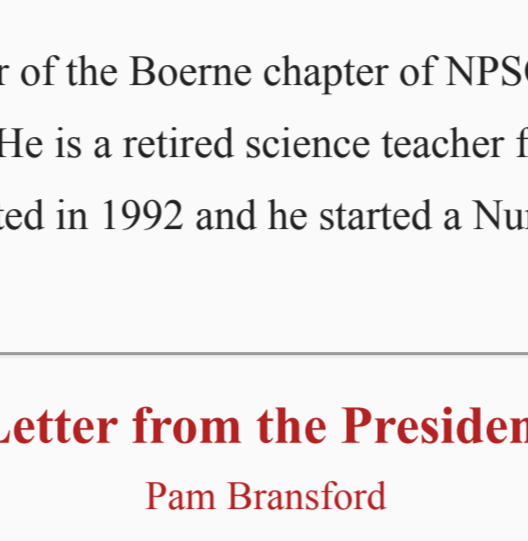 r of the Boerne chapter of NPS
He is a retired science teacher f
ted in 1992 and he started a Nu
Letter from the Presiden
Pam Bransford